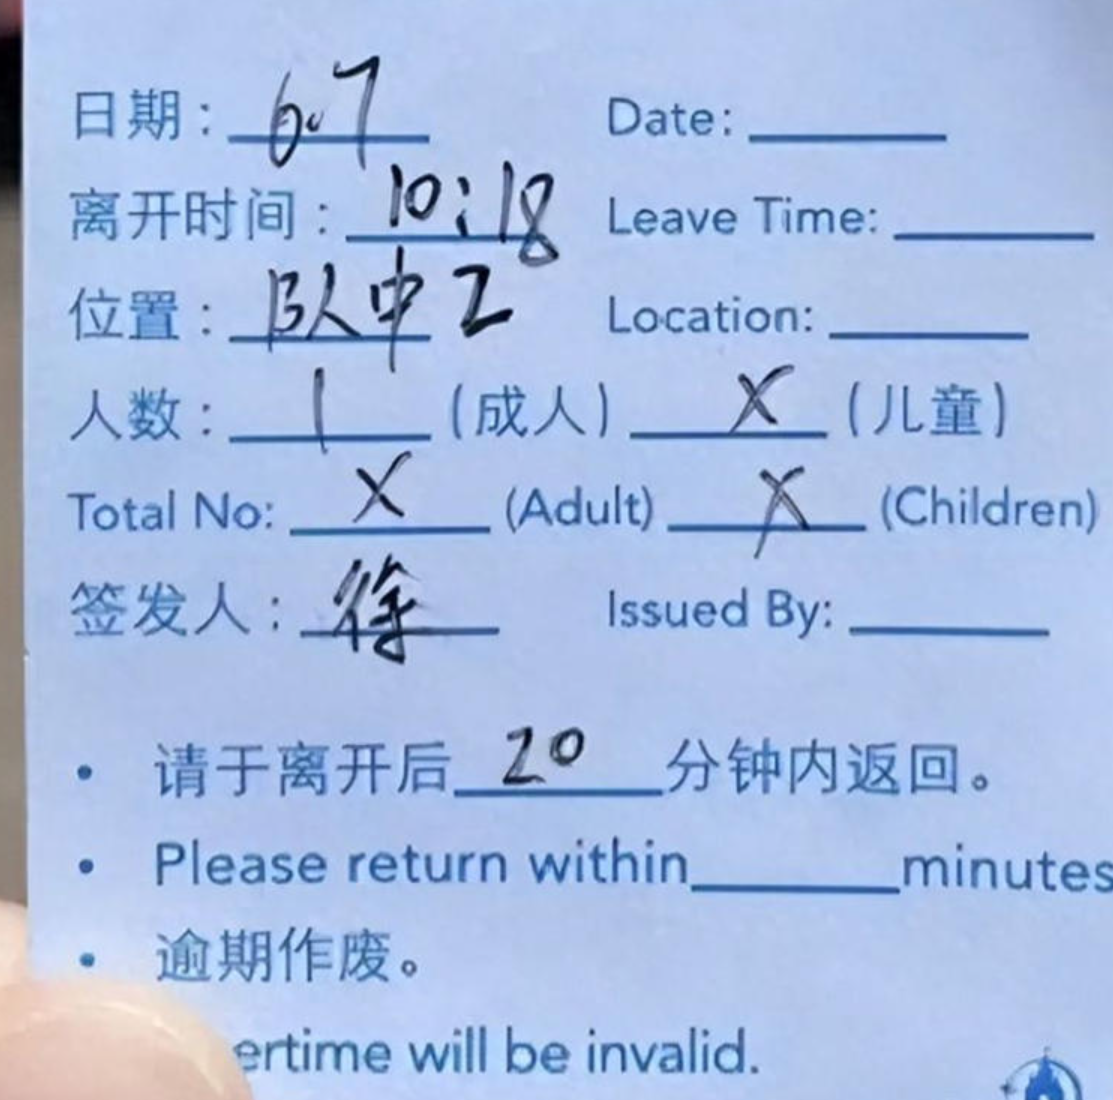 日期：6.7 Date:
离开时间：10:18 Leave Time:
位置：队中2 Location:
人数：1（成人）X（儿童）
Total No: X (Adult) X (Children)
签发人：徐 Issued By:
• 请于离开后20分钟内返回。
• Please return within minutes
• 逾期作废。
ertime will be invalid.